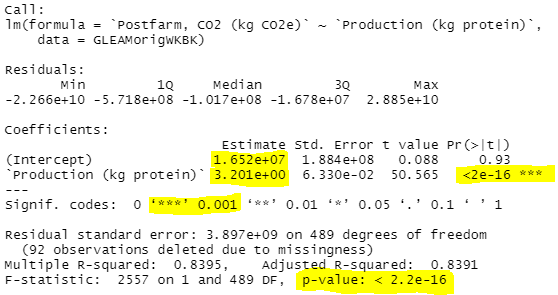 Call:
lm(formula = `Postfarm, CO2 (kg CO2e)` ~ `Production (kg protein)`,
    data = GLEAMorigWKBK)
Residuals:
       Min         1Q     Median         3Q        Max
-2.266e+10 -5.718e+08 -1.017e+08 -1.678e+07  2.885e+10
Coefficients:
                           Estimate Std. Error t value Pr(>|t|)
(Intercept)               1.652e+07  1.884e+08   0.088     0.93
`Production (kg protein)` 3.201e+00  6.330e-02  50.565   <2e-16 ***
---
Signif. codes:  0 ‘***’ 0.001 ‘**’ 0.01 ‘*’ 0.05 ‘.’ 0.1 ‘ ’ 1
Residual standard error: 3.897e+09 on 489 degrees of freedom
  (92 observations deleted due to missingness)
Multiple R-squared:  0.8395,	Adjusted R-squared:  0.8391
F-statistic:  2557 on 1 and 489 DF,  p-value: < 2.2e-16